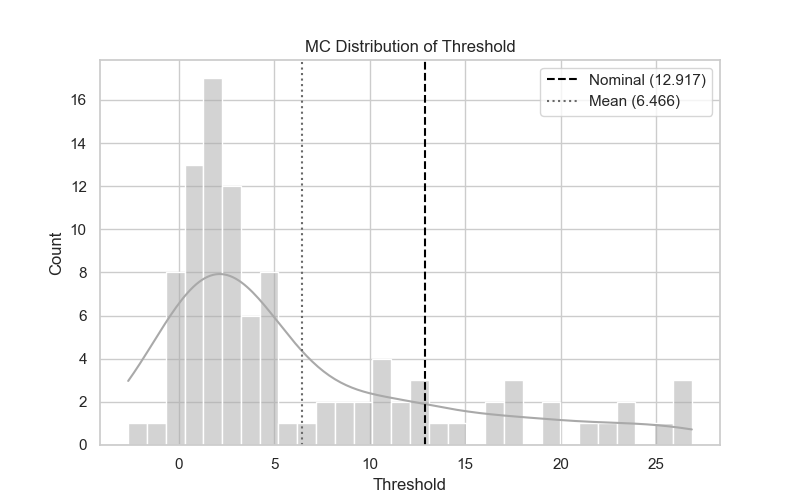 MC Distribution of Threshold
Nominal (12.917)
Mean (6.466)
Count
16
14
12
10
8
6
4
2
0
0 5 10 15 20 25
Threshold